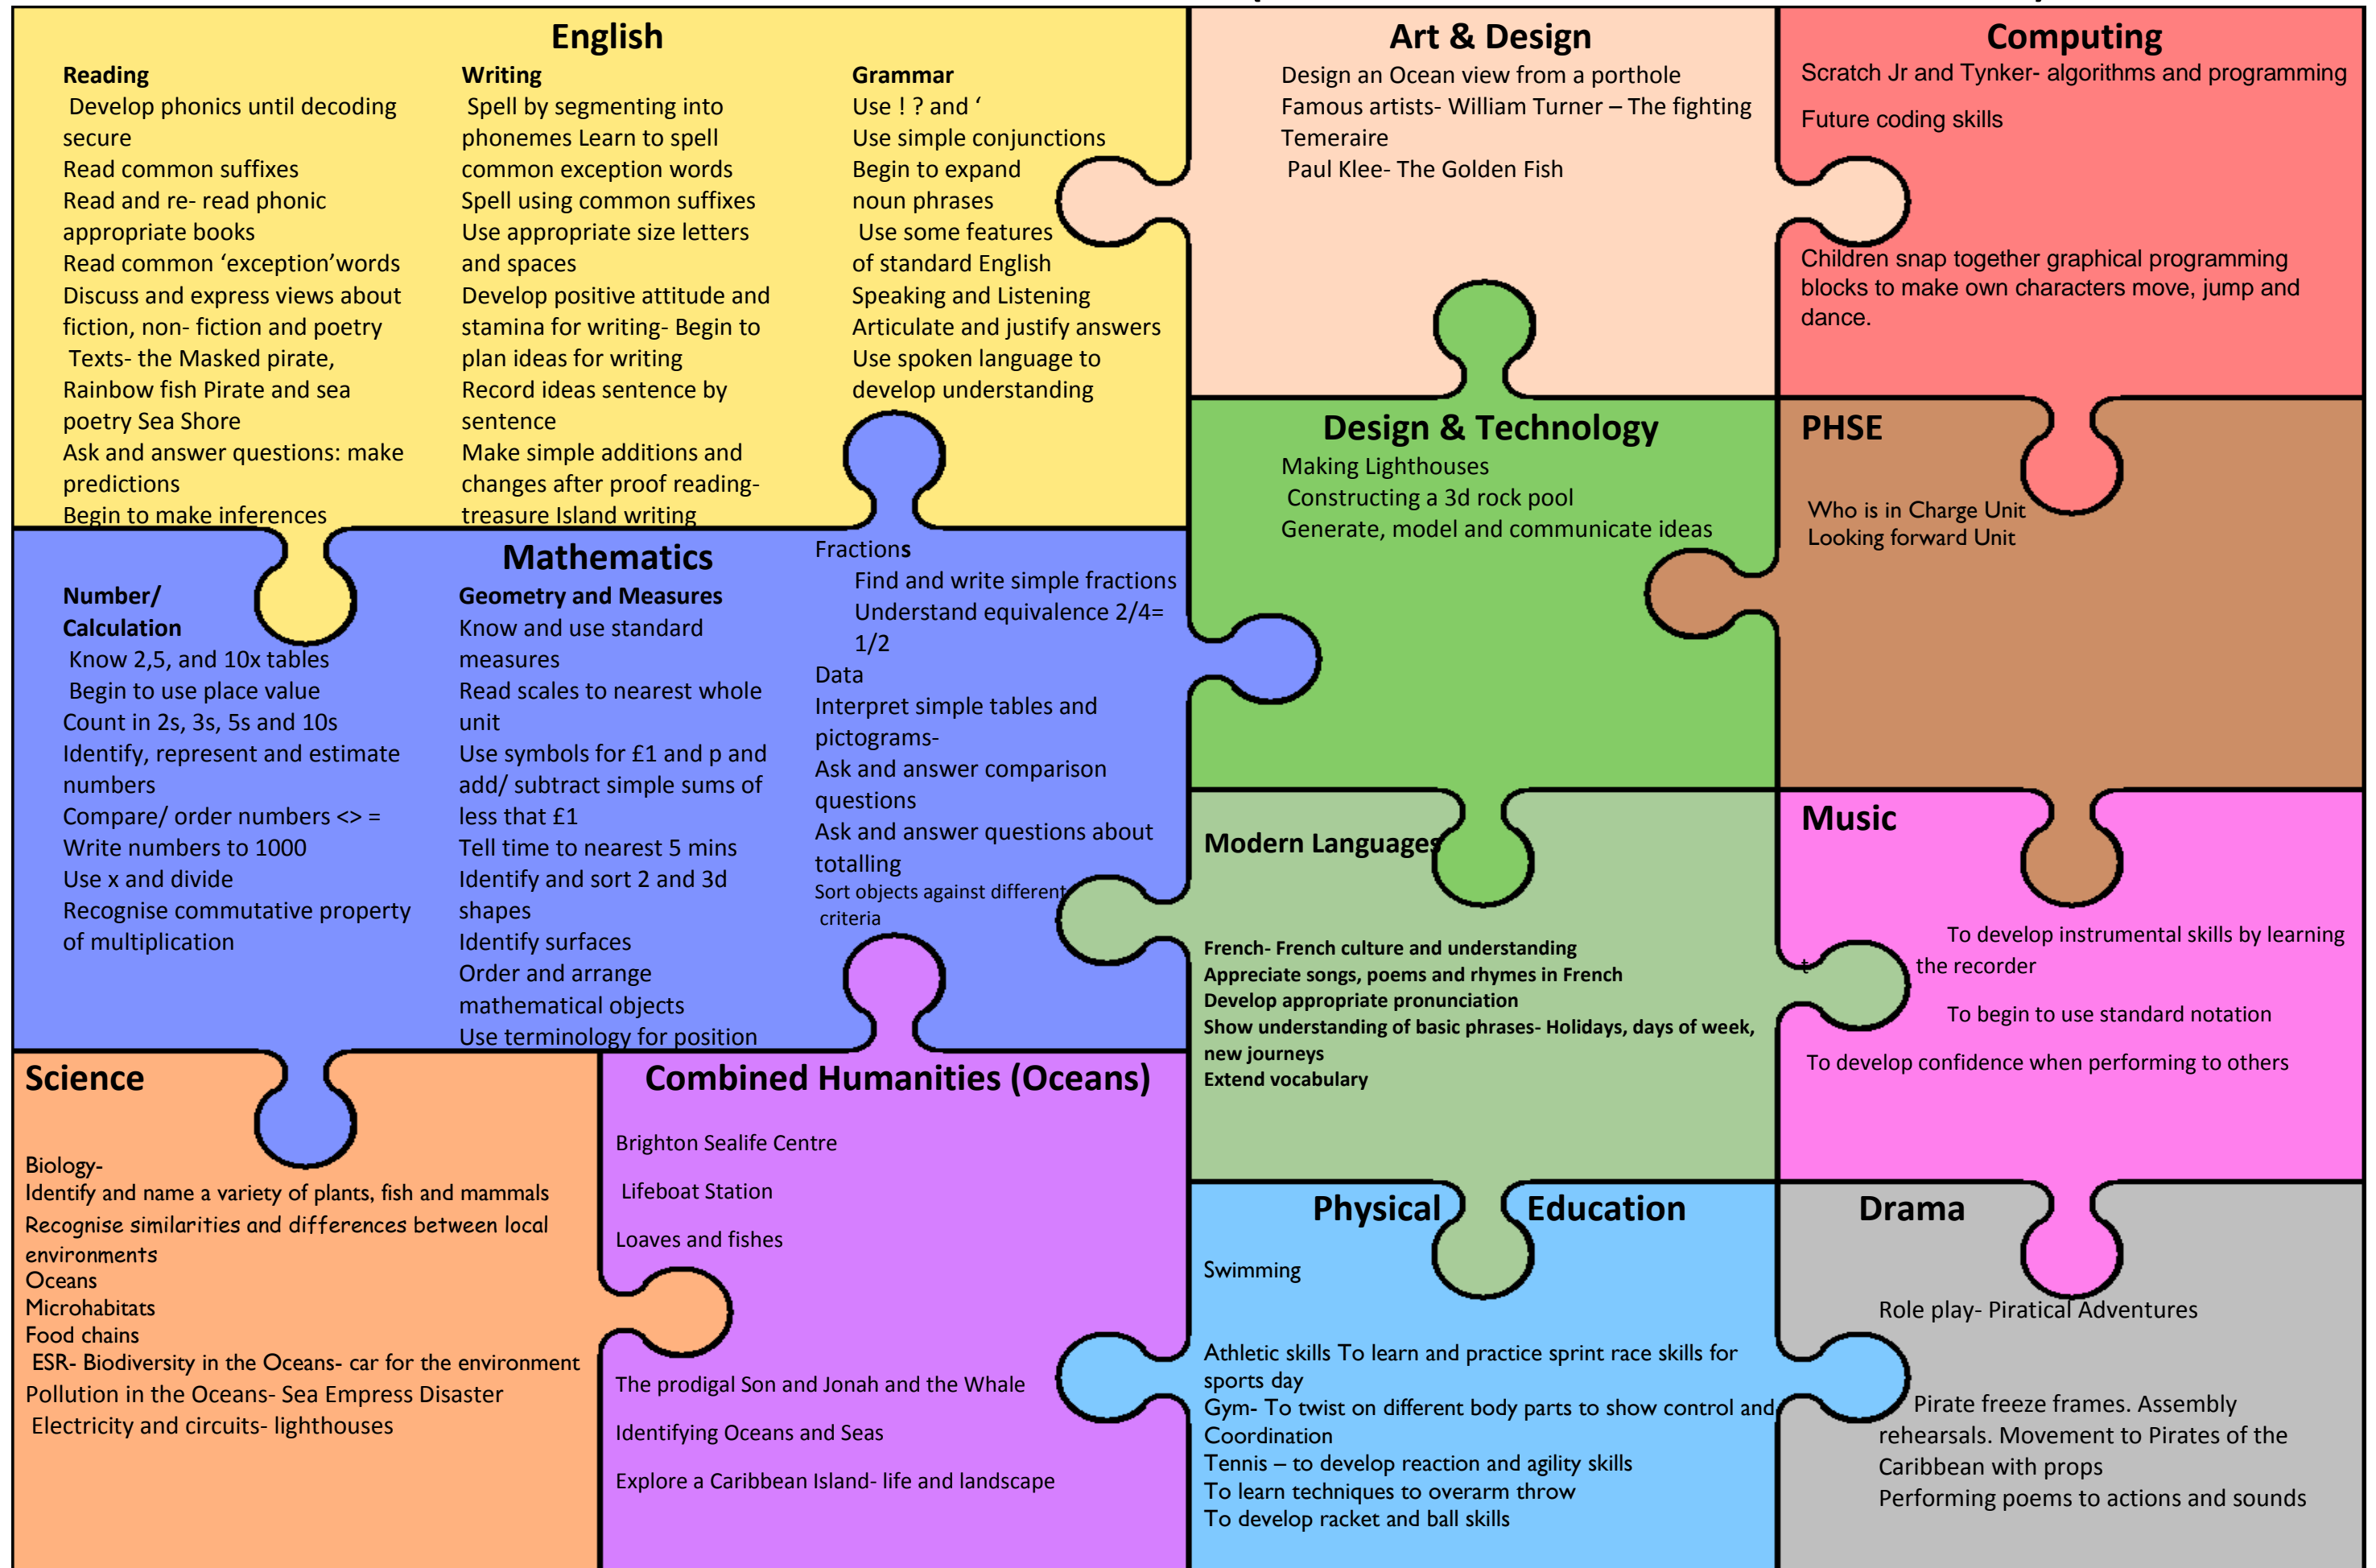 English
Reading
Develop phonics until decoding
secure
Read common suffixes
Read and re- read phonic
appropriate books
Read common ‘exception’words
Discuss and express views about
fiction, non- fiction and poetry
Texts- the Masked pirate,
Rainbow fish Pirate and sea
poetry Sea Shore
Ask and answer questions: make
predictions
Begin to make inferences
Writing
Spell by segmenting into
phonemes Learn to spell
common exception words
Spell using common suffixes
Use appropriate size letters
and spaces
Develop positive attitude and
stamina for writing- Begin to
plan ideas for writing
Record ideas sentence by
sentence
Make simple additions and
changes after proof reading-
treasure Island writing
Grammar
Use ! ? and ‘
Use simple conjunctions
Begin to expand
noun phrases
Use some features
of standard English
Speaking and Listening
Articulate and justify answers
Use spoken language to
develop understanding
Art & Design
Design an Ocean view from a porthole
Famous artists- William Turner – The fighting
Temeraire
Paul Klee- The Golden Fish
Computing
Scratch Jr and Tynker- algorithms and programming
Future coding skills
Children snap together graphical programming
blocks to make own characters move, jump and
dance.
Design & Technology
Making Lighthouses
Constructing a 3d rock pool
Generate, model and communicate ideas
PHSE
Who is in Charge Unit
Looking forward Unit
Mathematics
Number/
Calculation
Know 2,5, and 10x tables
Begin to use place value
Count in 2s, 3s, 5s and 10s
Identify, represent and estimate
numbers
Compare/ order numbers <> =
Write numbers to 1000
Use x and divide
Recognise commutative property
of multiplication
Geometry and Measures
Know and use standard
measures
Read scales to nearest whole
unit
Use symbols for £1 and p and
add/ subtract simple sums of
less that £1
Tell time to nearest 5 mins
Identify and sort 2 and 3d
shapes
Identify surfaces
Order and arrange
mathematical objects
Use terminology for position
Fractions
Find and write simple fractions
Understand equivalence 2/4=
1/2
Data
Interpret simple tables and
pictograms-
Ask and answer comparison
questions
Ask and answer questions about
totalling
Sort objects against different
criteria
Modern Languages
French- French culture and understanding
Appreciate songs, poems and rhymes in French
Develop appropriate pronunciation
Show understanding of basic phrases- Holidays, days of week,
new journeys
Extend vocabulary
Music
To develop instrumental skills by learning
t the recorder
To begin to use standard notation
To develop confidence when performing to others
Science
Biology-
Identify and name a variety of plants, fish and mammals
Recognise similarities and differences between local
environments
Oceans
Microhabitats
Food chains
ESR- Biodiversity in the Oceans- car for the environment
Pollution in the Oceans- Sea Empress Disaster
Electricity and circuits- lighthouses
Combined Humanities (Oceans)
Brighton Sealife Centre
Lifeboat Station
Loaves and fishes
The prodigal Son and Jonah and the Whale
Identifying Oceans and Seas
Explore a Caribbean Island- life and landscape
Physical Education
Swimming
Athletic skills To learn and practice sprint race skills for
sports day
Gym- To twist on different body parts to show control and
Coordination
Tennis – to develop reaction and agility skills
To learn techniques to overarm throw
To develop racket and ball skills
Drama
Role play- Piratical Adventures
Pirate freeze frames. Assembly
rehearsals. Movement to Pirates of the
Caribbean with props
Performing poems to actions and sounds